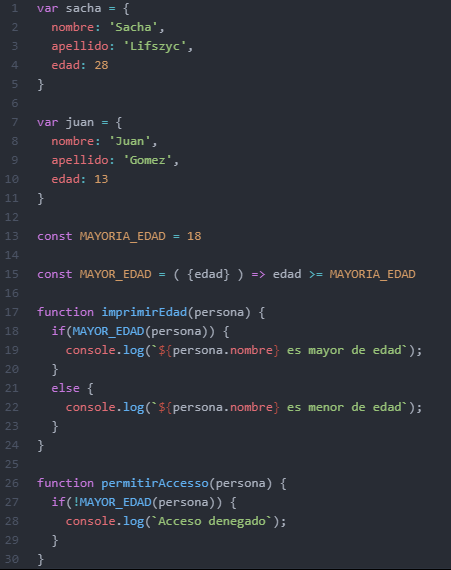 1 var sacha = {
2   nombre: 'Sacha',
3   apellido: 'Lifszyc',
4   edad: 28
5 }
6
7 var juan = {
8   nombre: 'Juan',
9   apellido: 'Gomez',
10   edad: 13
11 }
12
13 const MAYORIA_EDAD = 18
14
15 const MAYOR_EDAD = ( {edad} ) => edad >= MAYORIA_EDAD
16
17 function imprimirEdad(persona) {
18   if(MAYOR_EDAD(persona)) {
19     console.log(`${persona.nombre} es mayor de edad`);
20   }
21   else {
22     console.log(`${persona.nombre} es menor de edad`);
23   }
24 }
25
26 function permitirAccesso(persona) {
27   if(!MAYOR_EDAD(persona)) {
28     console.log(`Acceso denegado`);
29   }
30 }